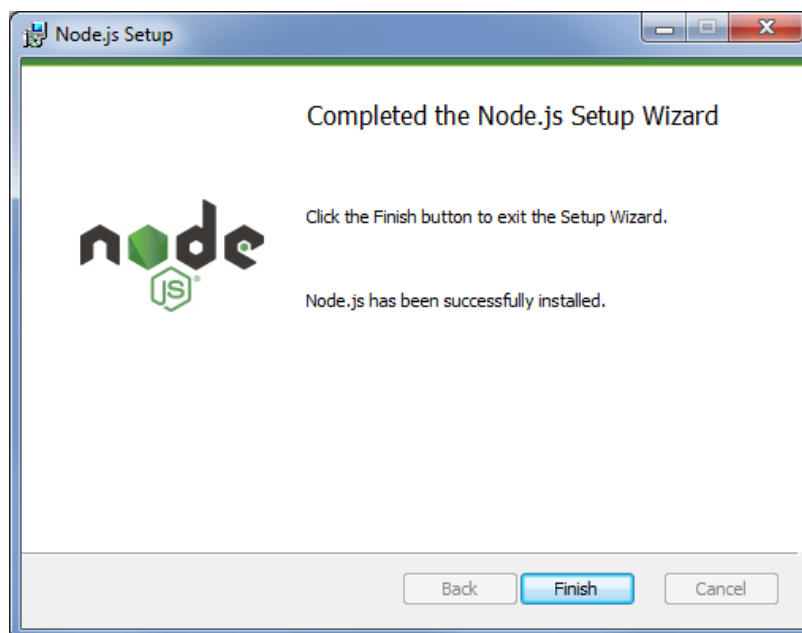 Node.js Setup
Completed the Node.js Setup Wizard
Click the Finish button to exit the Setup Wizard.
node
JS®
Node.js has been successfully installed.
Back Finish Cancel